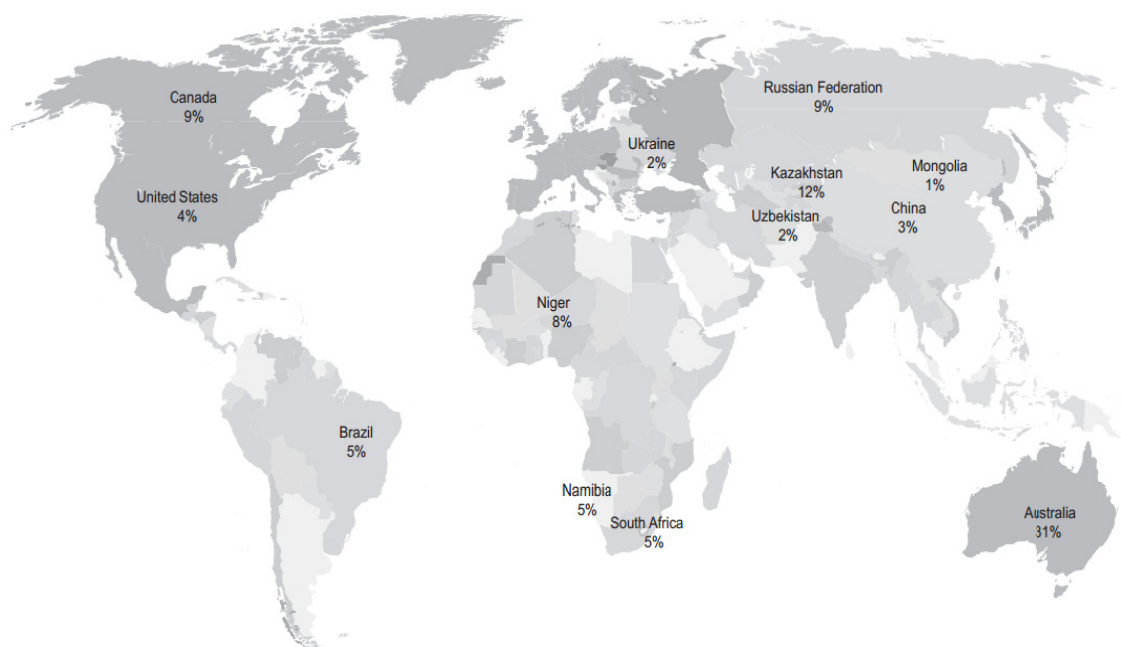 Canada
9%
United States
4%
Russian Federation
9%
Ukraine
2%
Kazakhstan
12%
Mongolia
1%
Uzbekistan
2%
China
3%
Niger
8%
Brazil
5%
Namibia
5%
South Africa
5%
Australia
31%